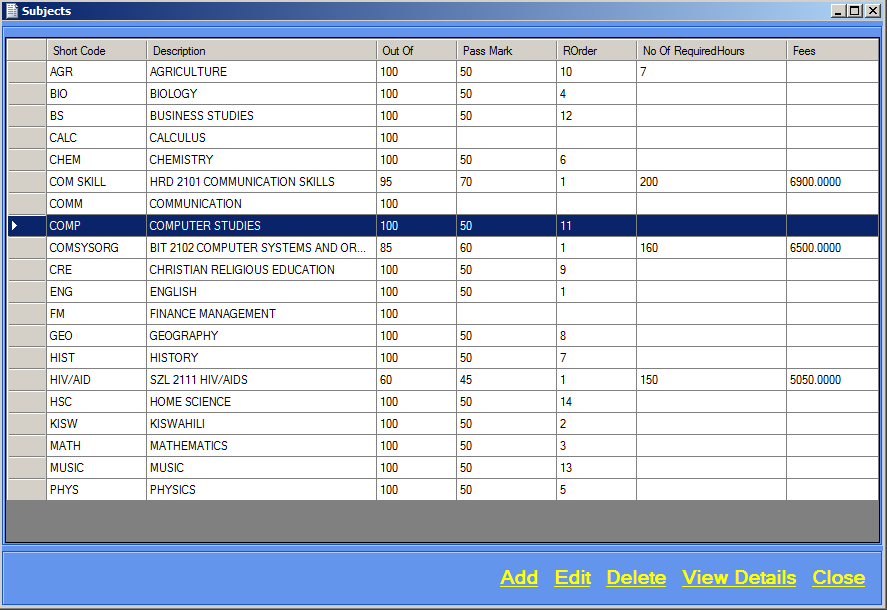 Subjects
Short Code Description Out Of Pass Mark ROrder No Of RequiredHours Fees
AGR AGRICULTURE 100 50 10 7
BIO BIOLOGY 100 50 4
BS BUSINESS STUDIES 100 50 12
CALC CALCULUS 100
CHEM CHEMISTRY 100 50 6
COM SKILL HRD 2101 COMMUNICATION SKILLS 95 70 1 200 6900.0000
COMM COMMUNICATION 100
COMP COMPUTER STUDIES 100 50 11
COMSYSORG BIT 2102 COMPUTER SYSTEMS AND OR... 85 60 1 160 6500.0000
CRE CHRISTIAN RELIGIOUS EDUCATION 100 50 9
ENG ENGLISH 100 50 1
FM FINANCE MANAGEMENT 100
GEO GEOGRAPHY 100 50 8
HIST HISTORY 100 50 7
HIV/AID SZL 2111 HIV/AIDS 60 45 1 150 5050.0000
HSC HOME SCIENCE 100 50 14
KISW KISWAHILI 100 50 2
MATH MATHEMATICS 100 50 3
MUSIC MUSIC 100 50 13
PHYS PHYSICS 100 50 5
Add Edit Delete View Details Close